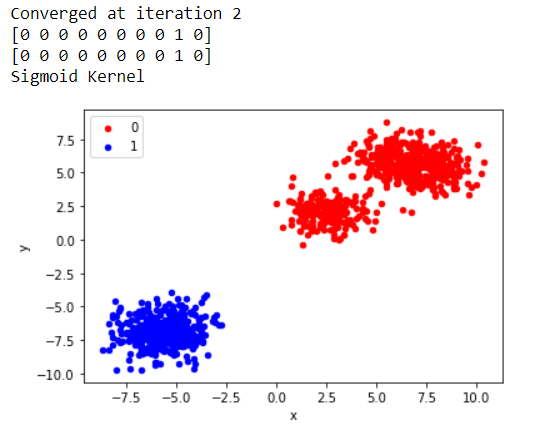 Converged at iteration 2
[0 0 0 0 0 0 0 0 1 0]
[0 0 0 0 0 0 0 0 1 0]
Sigmoid Kernel
0
1
7.5
5.0
2.5
0.0
−2.5
−5.0
−7.5
−10.0
y
−7.5 −5.0 −2.5 0.0 2.5 5.0 7.5 10.0
x